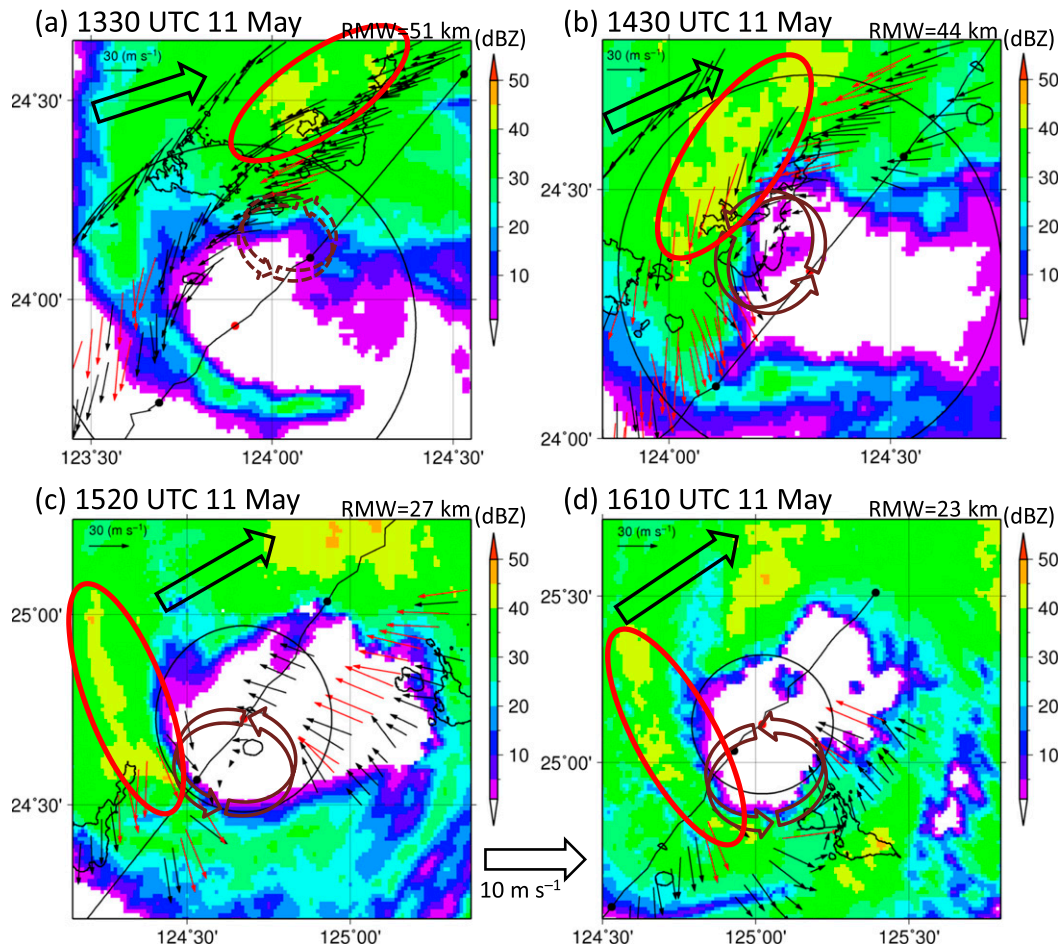 (a) 1330 UTC 11 May
RMW=51 km (dBZ)
30 (m s⁻¹)
50
40
30
20
10
24°30'
24°00'
123°30'
124°00'
124°30'
(b) 1430 UTC 11 May
RMW=44 km (dBZ)
30 (m s⁻¹)
50
40
30
20
10
24°30'
24°00'
124°00'
124°30'
(c) 1520 UTC 11 May
RMW=27 km (dBZ)
30 (m s⁻¹)
50
40
30
20
10
25°00'
24°30'
124°30'
125°00'
10 m s⁻¹
(d) 1610 UTC 11 May
RMW=23 km (dBZ)
30 (m s⁻¹)
50
40
30
20
10
25°30'
25°00'
124°30'
125°00'
125°30'